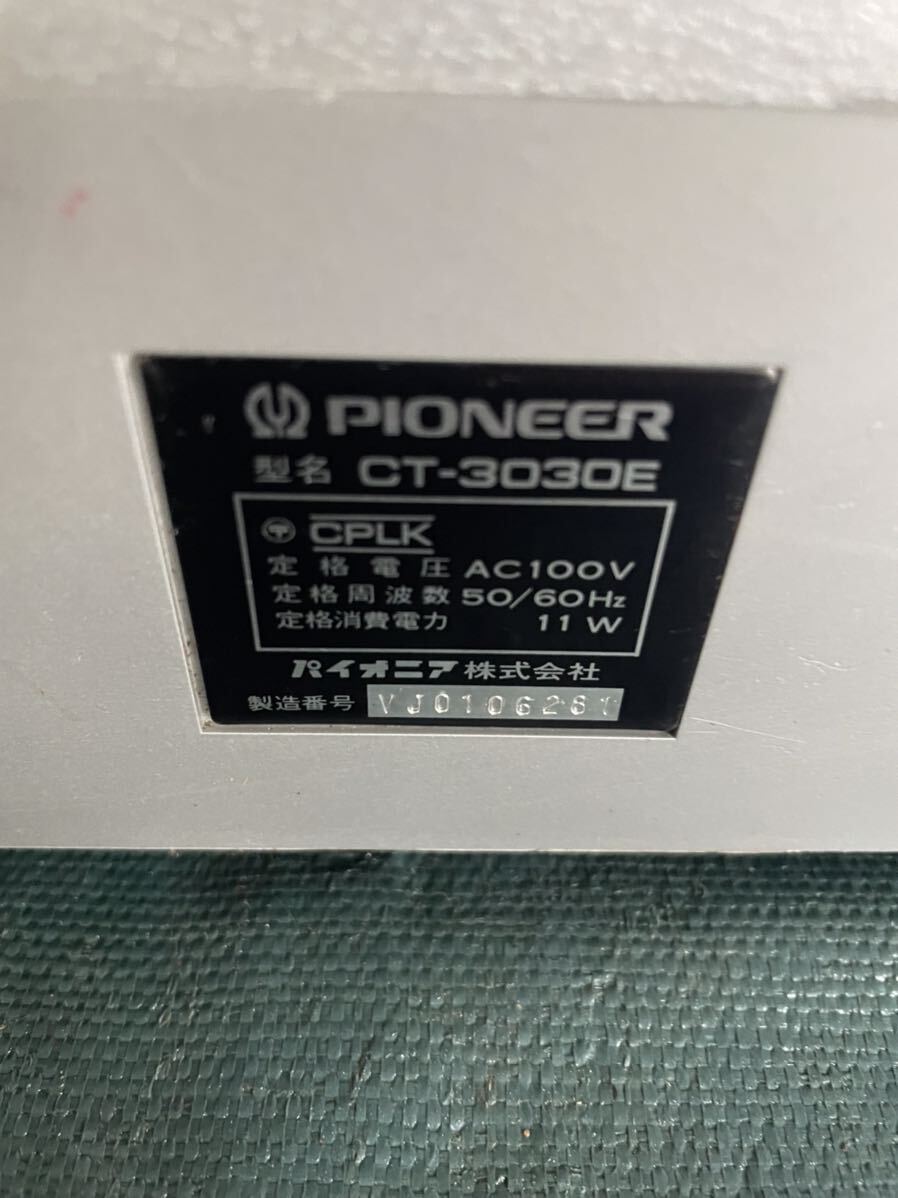 PIONEER
型名 CT-3030E
〒 CPLK
定格電圧 AC100V
定格周波数 50/60Hz
定格消費電力 11W
パイオニア株式会社
製造番号 VJ0106261